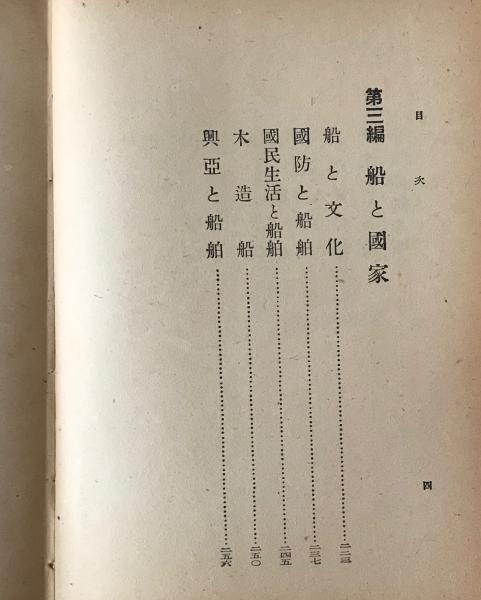 目次
第三編 船と國家
船と文化……二二三
國防と船舶……二三七
國民生活と船舶……二四五
木造船……二五〇
興亞と船舶……二五六
四